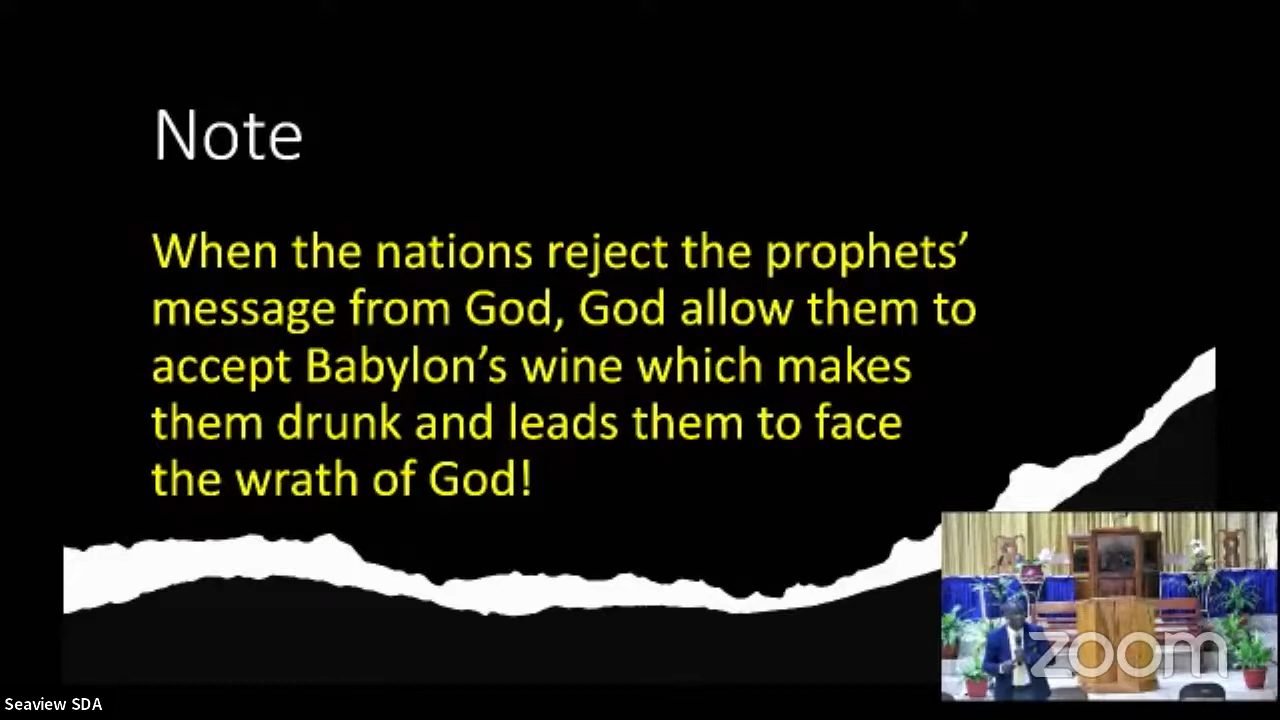 Note
When the nations reject the prophets’
message from God, God allow them to
accept Babylon’s wine which makes
them drunk and leads them to face
the wrath of God!
zoom
Seaview SDA